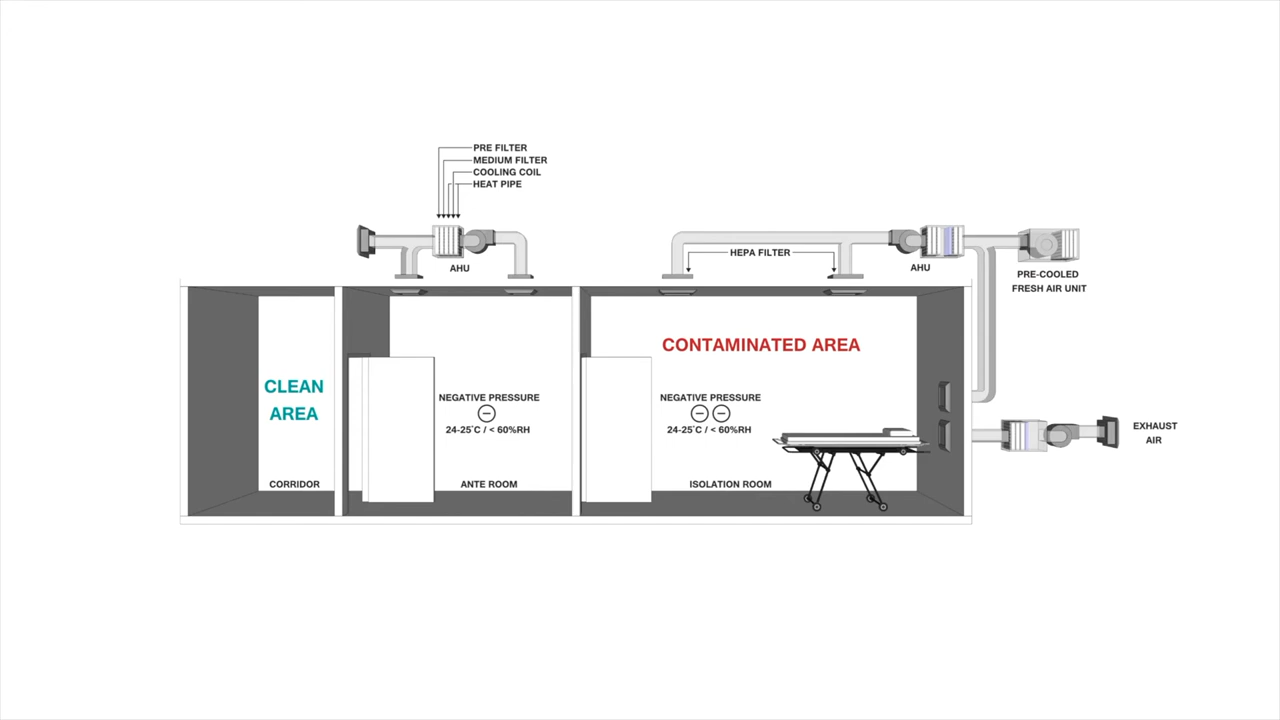 PRE FILTER
MEDIUM FILTER
COOLING COIL
HEAT PIPE
AHU
HEPA FILTER
AHU
PRE-COOLED
FRESH AIR UNIT
CONTAMINATED AREA
CLEAN
AREA
NEGATIVE PRESSURE
24-25˚C / < 60%RH
NEGATIVE PRESSURE
24-25˚C / < 60%RH
EXHAUST
AIR
CORRIDOR
ANTE ROOM
ISOLATION ROOM